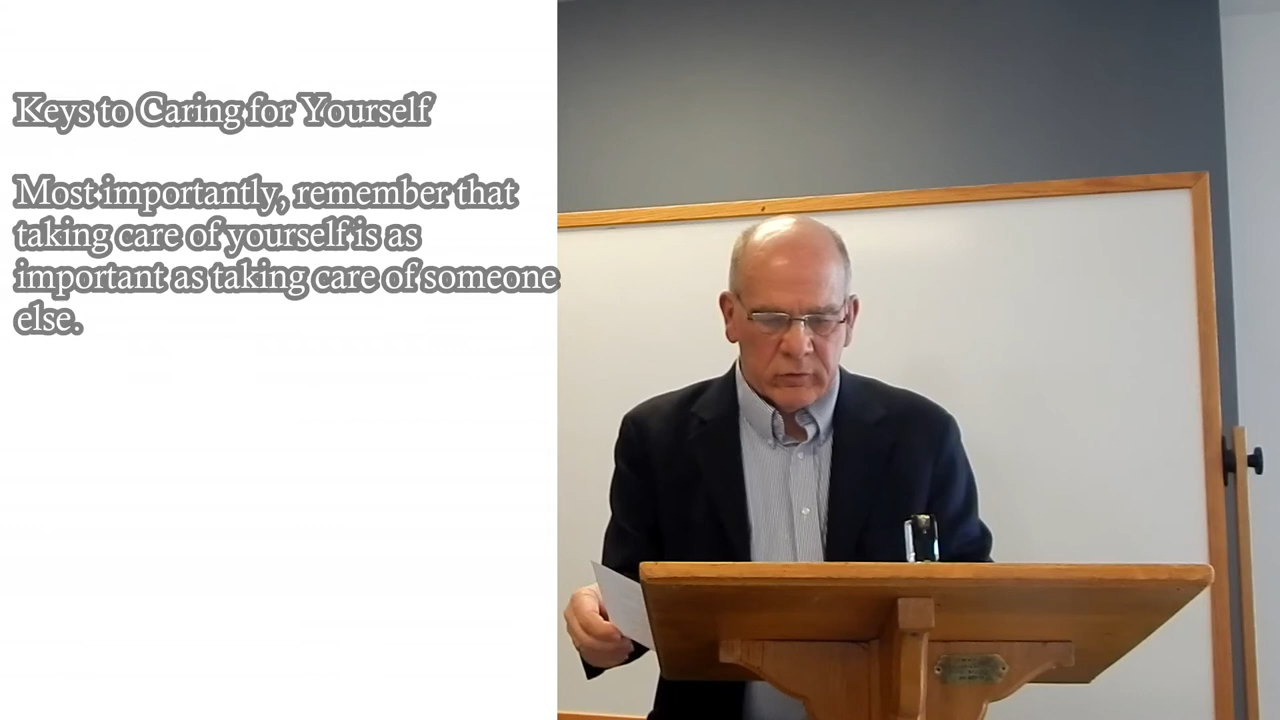 Keys to Caring for Yourself
Most importantly, remember that
taking care of yourself is as
important as taking care of someone
else.